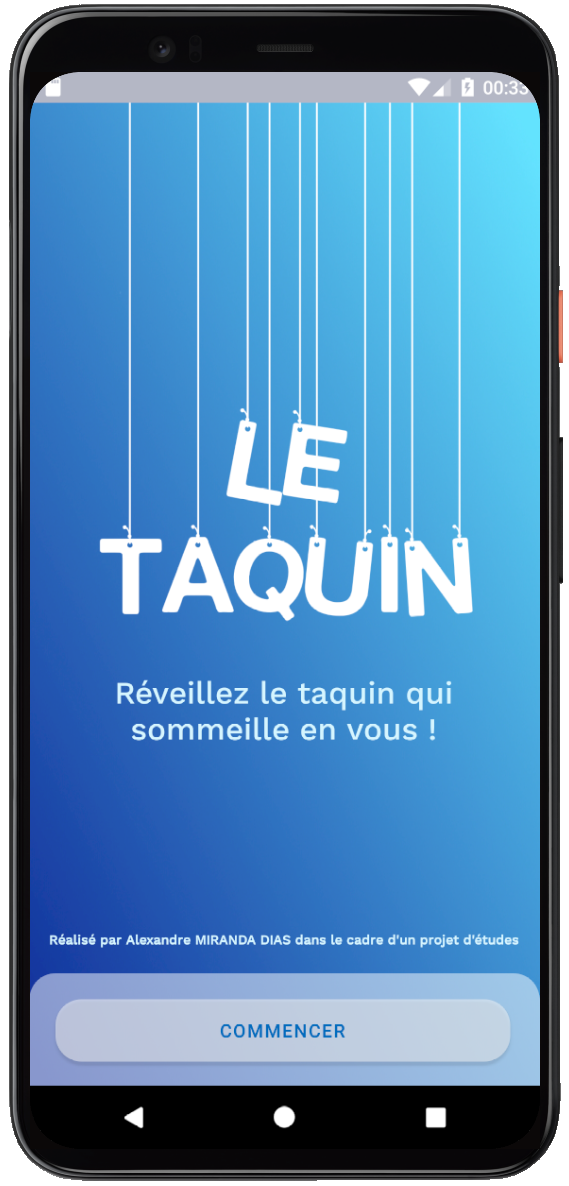 00:33
LE
TAQUIN
Réveillez le taquin qui
sommeille en vous !
Réalisé par Alexandre MIRANDA DIAS dans le cadre d'un projet d'études
COMMENCER